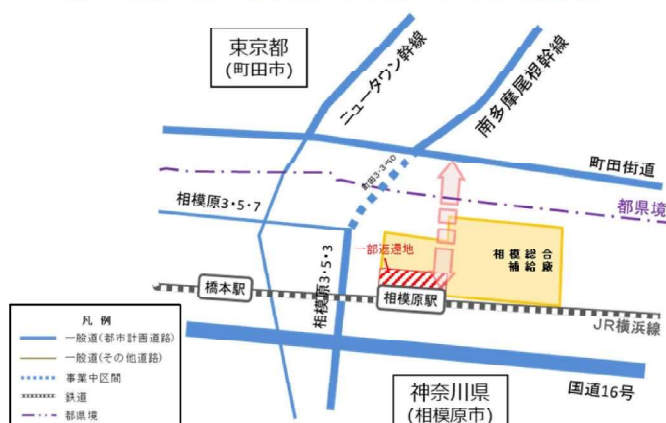 東京都
(町田市)
ニュータウン幹線
南多摩尾根幹線
町田街道
町田3・3・50
都県境
相模原3・5・7
一部返還地
相模総合
補給廠
相模原3・5・3
橋本駅
相模原駅
JR横浜線
国道16号
神奈川県
(相模原市)
凡 例
一般道(都市計画道路)
一般道(その他道路)
事業中区間
鉄道
都県境